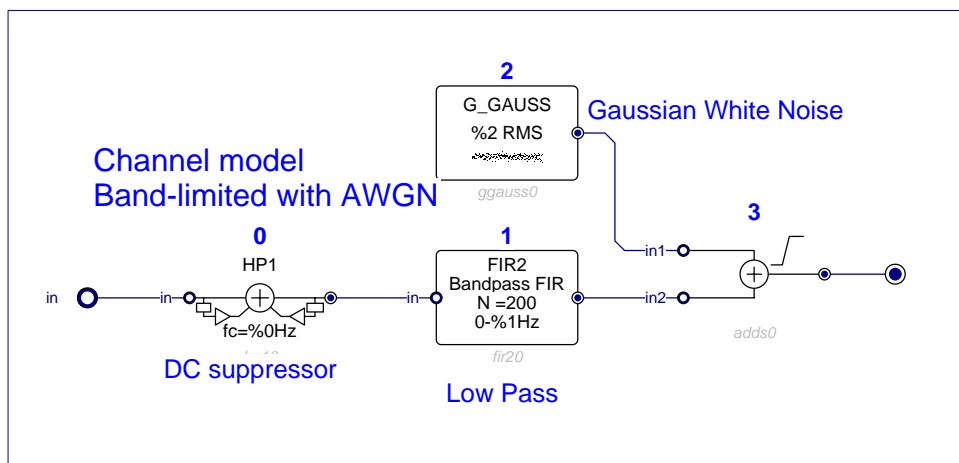 2
G_GAUSS
%2 RMS
ggauss0
Gaussian White Noise
Channel model
Band-limited with AWGN
0
HP1
fc=%0Hz
DC suppressor
1
FIR2
Bandpass FIR
N =200
0-%1Hz
fir20
Low Pass
3
in1
in2
adds0
in
in
in